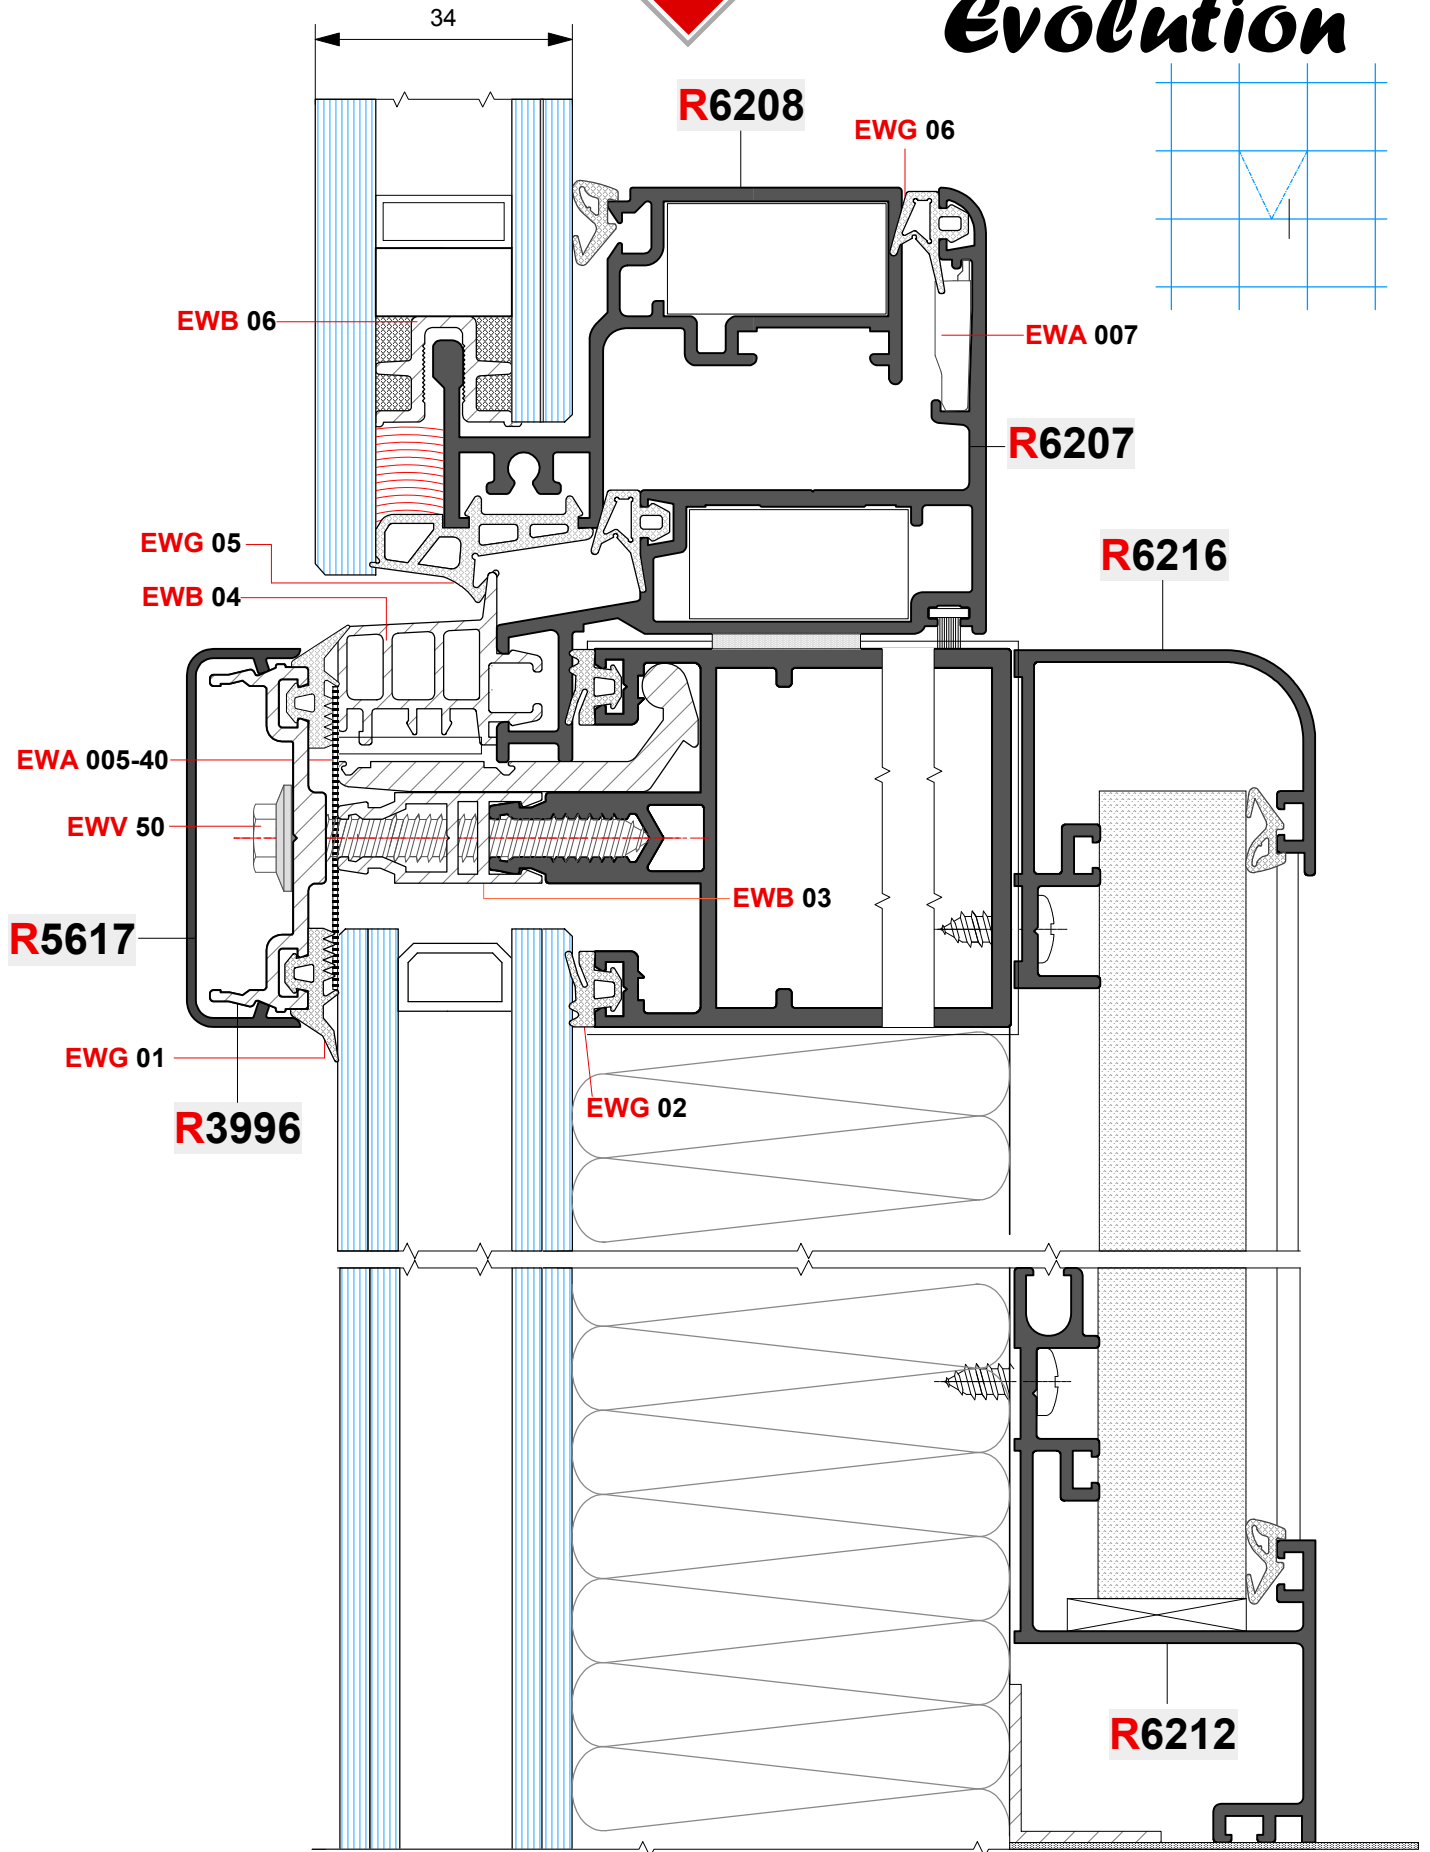 34
Evolution
R6208
EWG 06
EWB 06
EWA 007
R6207
EWG 05
R6216
EWB 04
EWA 005-40
EWV 50
EWB 03
R5617
EWG 01
EWG 02
R3996
R6212